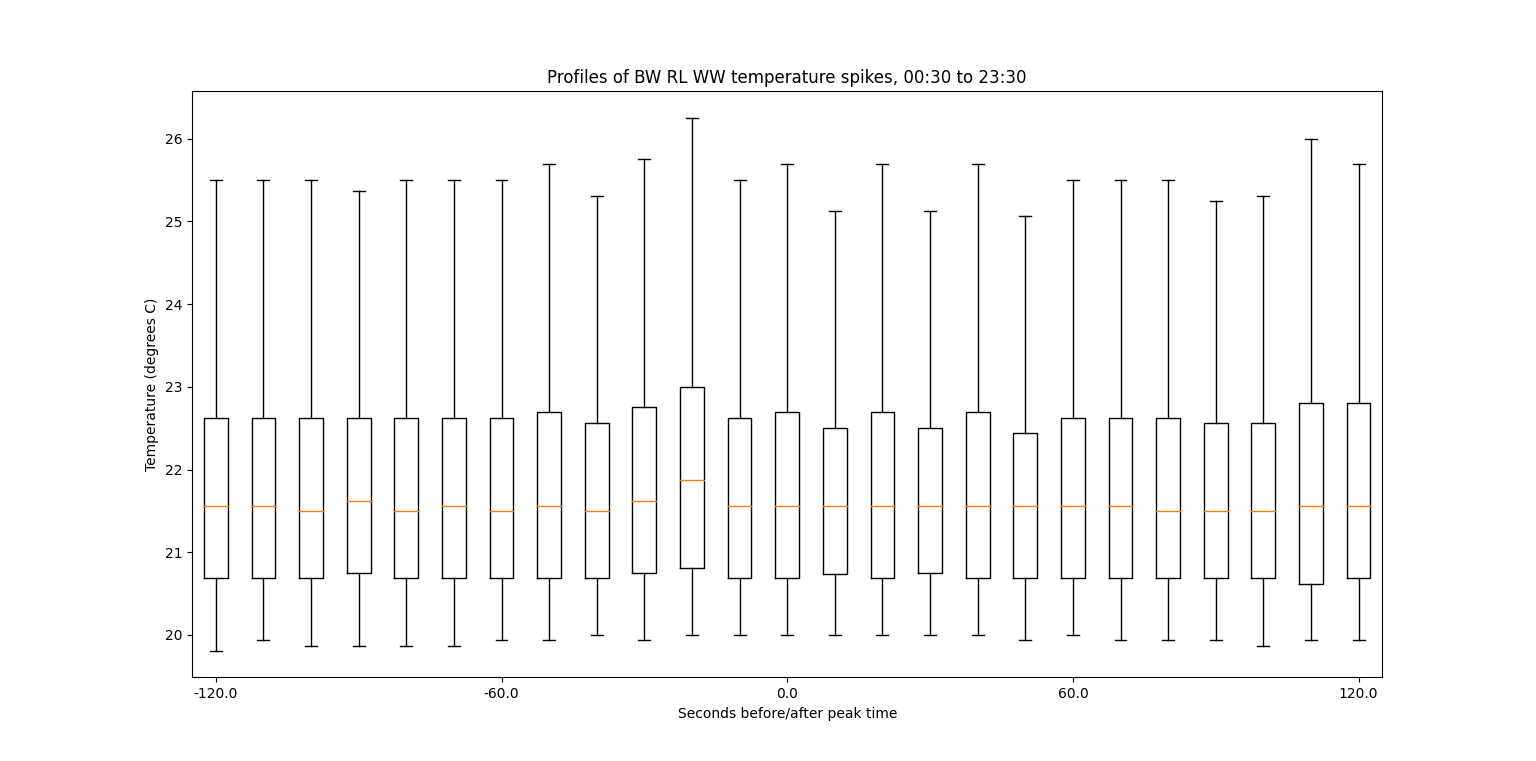 Profiles of BW RL WW temperature spikes, 00:30 to 23:30
Temperature (degrees C)
26
25
24
23
22
21
20
-120.0 -60.0 0.0 60.0 120.0
Seconds before/after peak time